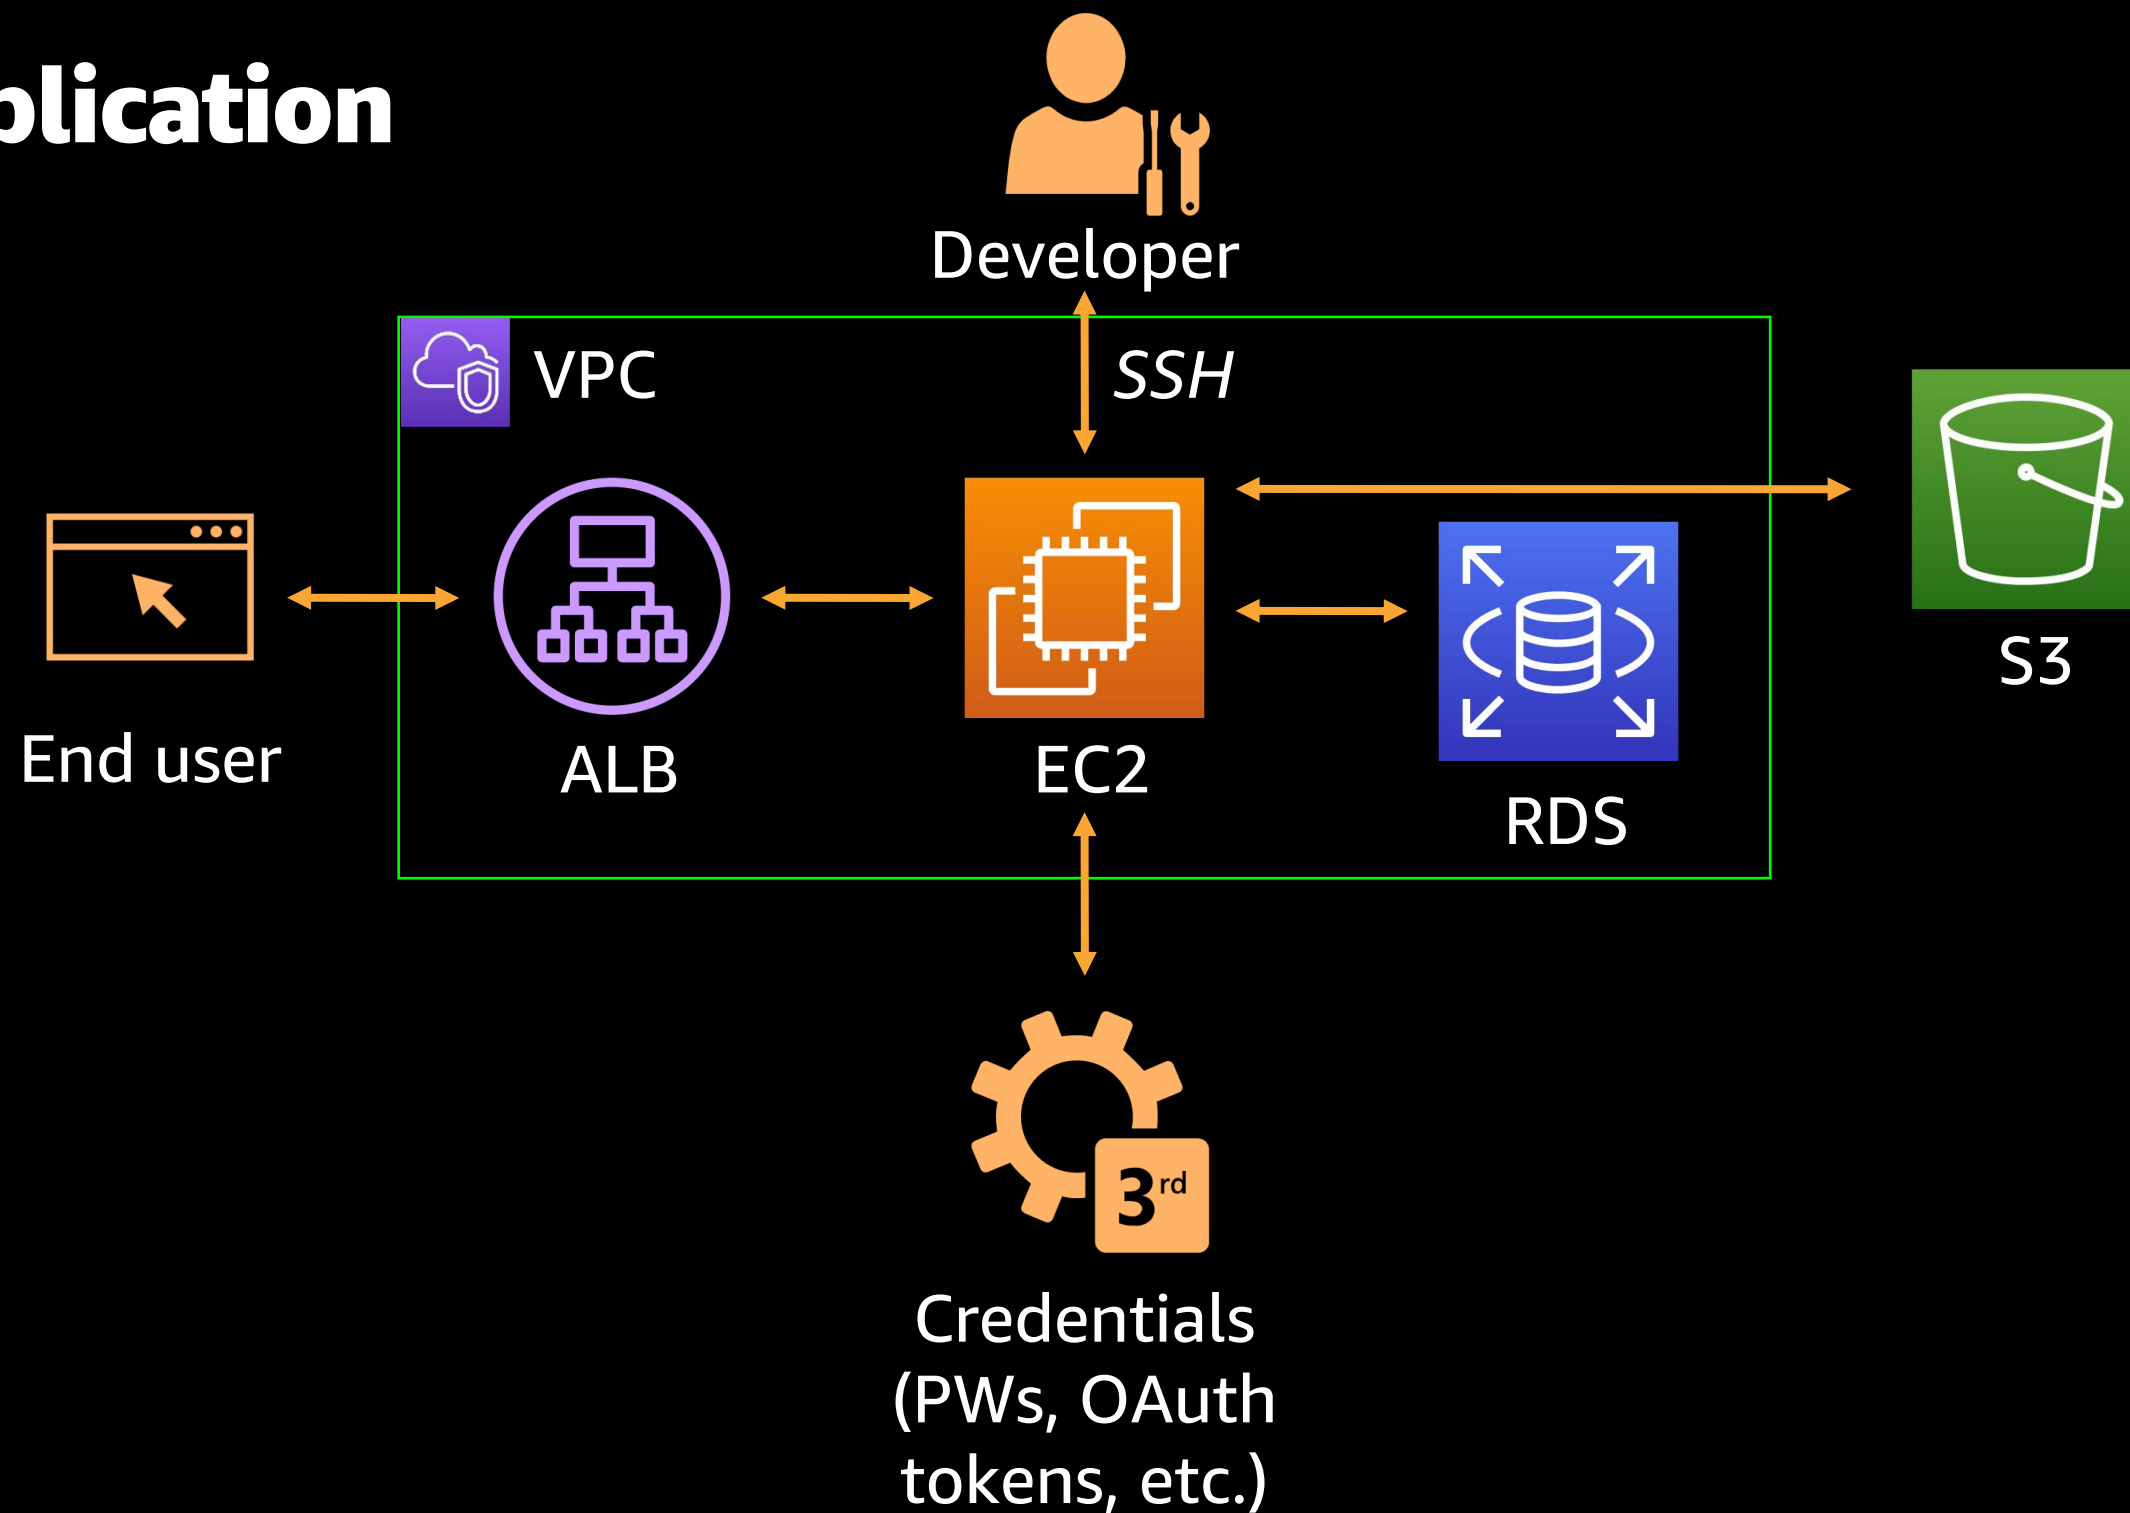 plication
Developer
VPC
SSH
End user
ALB
EC2
RDS
S3
3rd
Credentials
(PWs, OAuth
tokens, etc.)